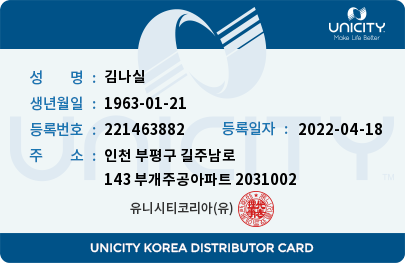 UNICITY
Make Life Better
성 명 : 김나실
생년월일 : 1963-01-21
등록번호 : 221463882 등록일자 : 2022-04-18
주 소 : 인천 부평구 길주남로
143 부개주공아파트 2031002
유니시티코리아(유)
UNICITY
UNICITY KOREA DISTRIBUTOR CARD